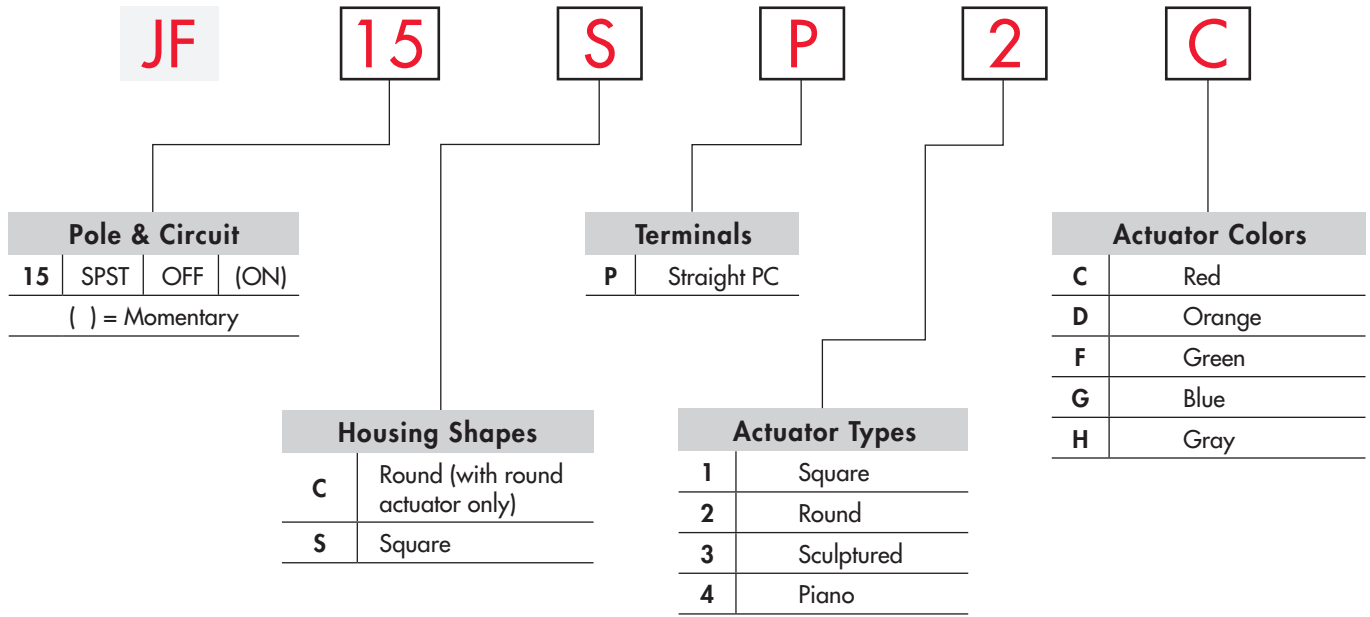 JF 15 S P 2 C
Pole & Circuit
15 SPST OFF (ON)
( ) = Momentary
Housing Shapes
C Round (with round
actuator only)
S Square
Terminals
P Straight PC
Actuator Types
1 Square
2 Round
3 Sculptured
4 Piano
Actuator Colors
C Red
D Orange
F Green
G Blue
H Gray